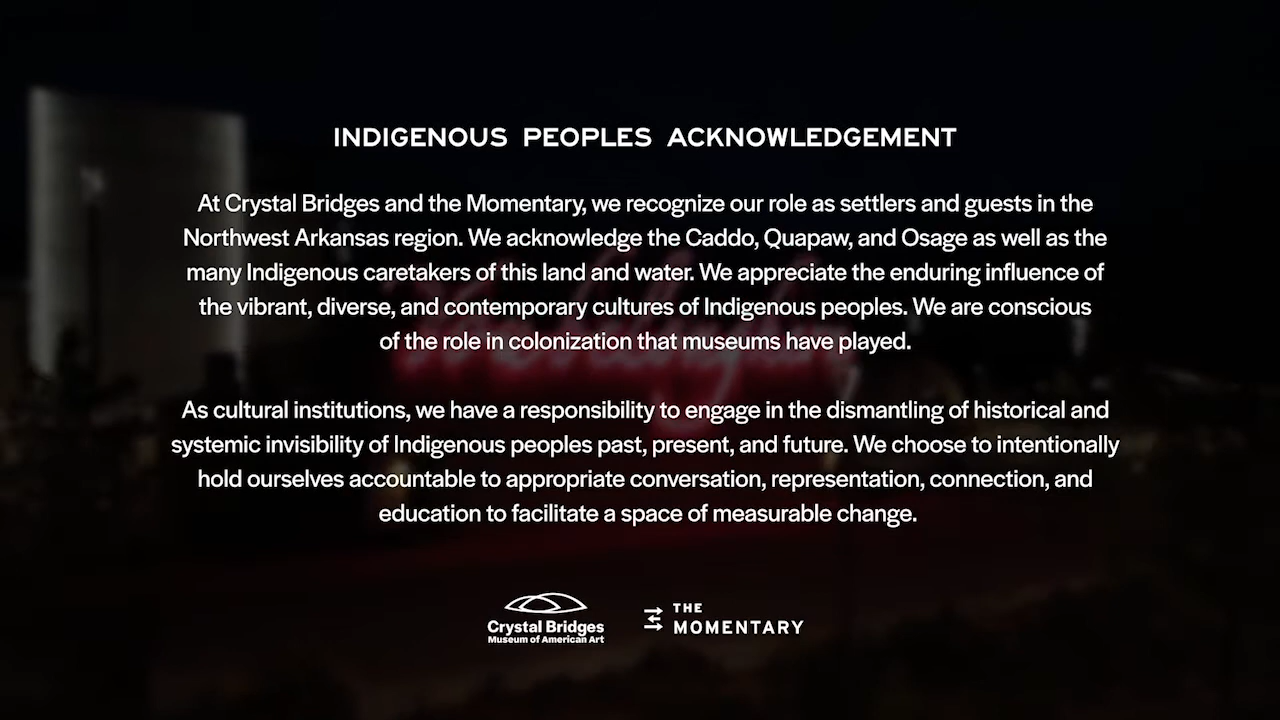 INDIGENOUS PEOPLES ACKNOWLEDGEMENT
At Crystal Bridges and the Momentary, we recognize our role as settlers and guests in the
Northwest Arkansas region. We acknowledge the Caddo, Quapaw, and Osage as well as the
many Indigenous caretakers of this land and water. We appreciate the enduring influence of
the vibrant, diverse, and contemporary cultures of Indigenous peoples. We are conscious
of the role in colonization that museums have played.
As cultural institutions, we have a responsibility to engage in the dismantling of historical and
systemic invisibility of Indigenous peoples past, present, and future. We choose to intentionally
hold ourselves accountable to appropriate conversation, representation, connection, and
education to facilitate a space of measurable change.
Crystal Bridges
Museum of American Art
THE
MOMENTARY